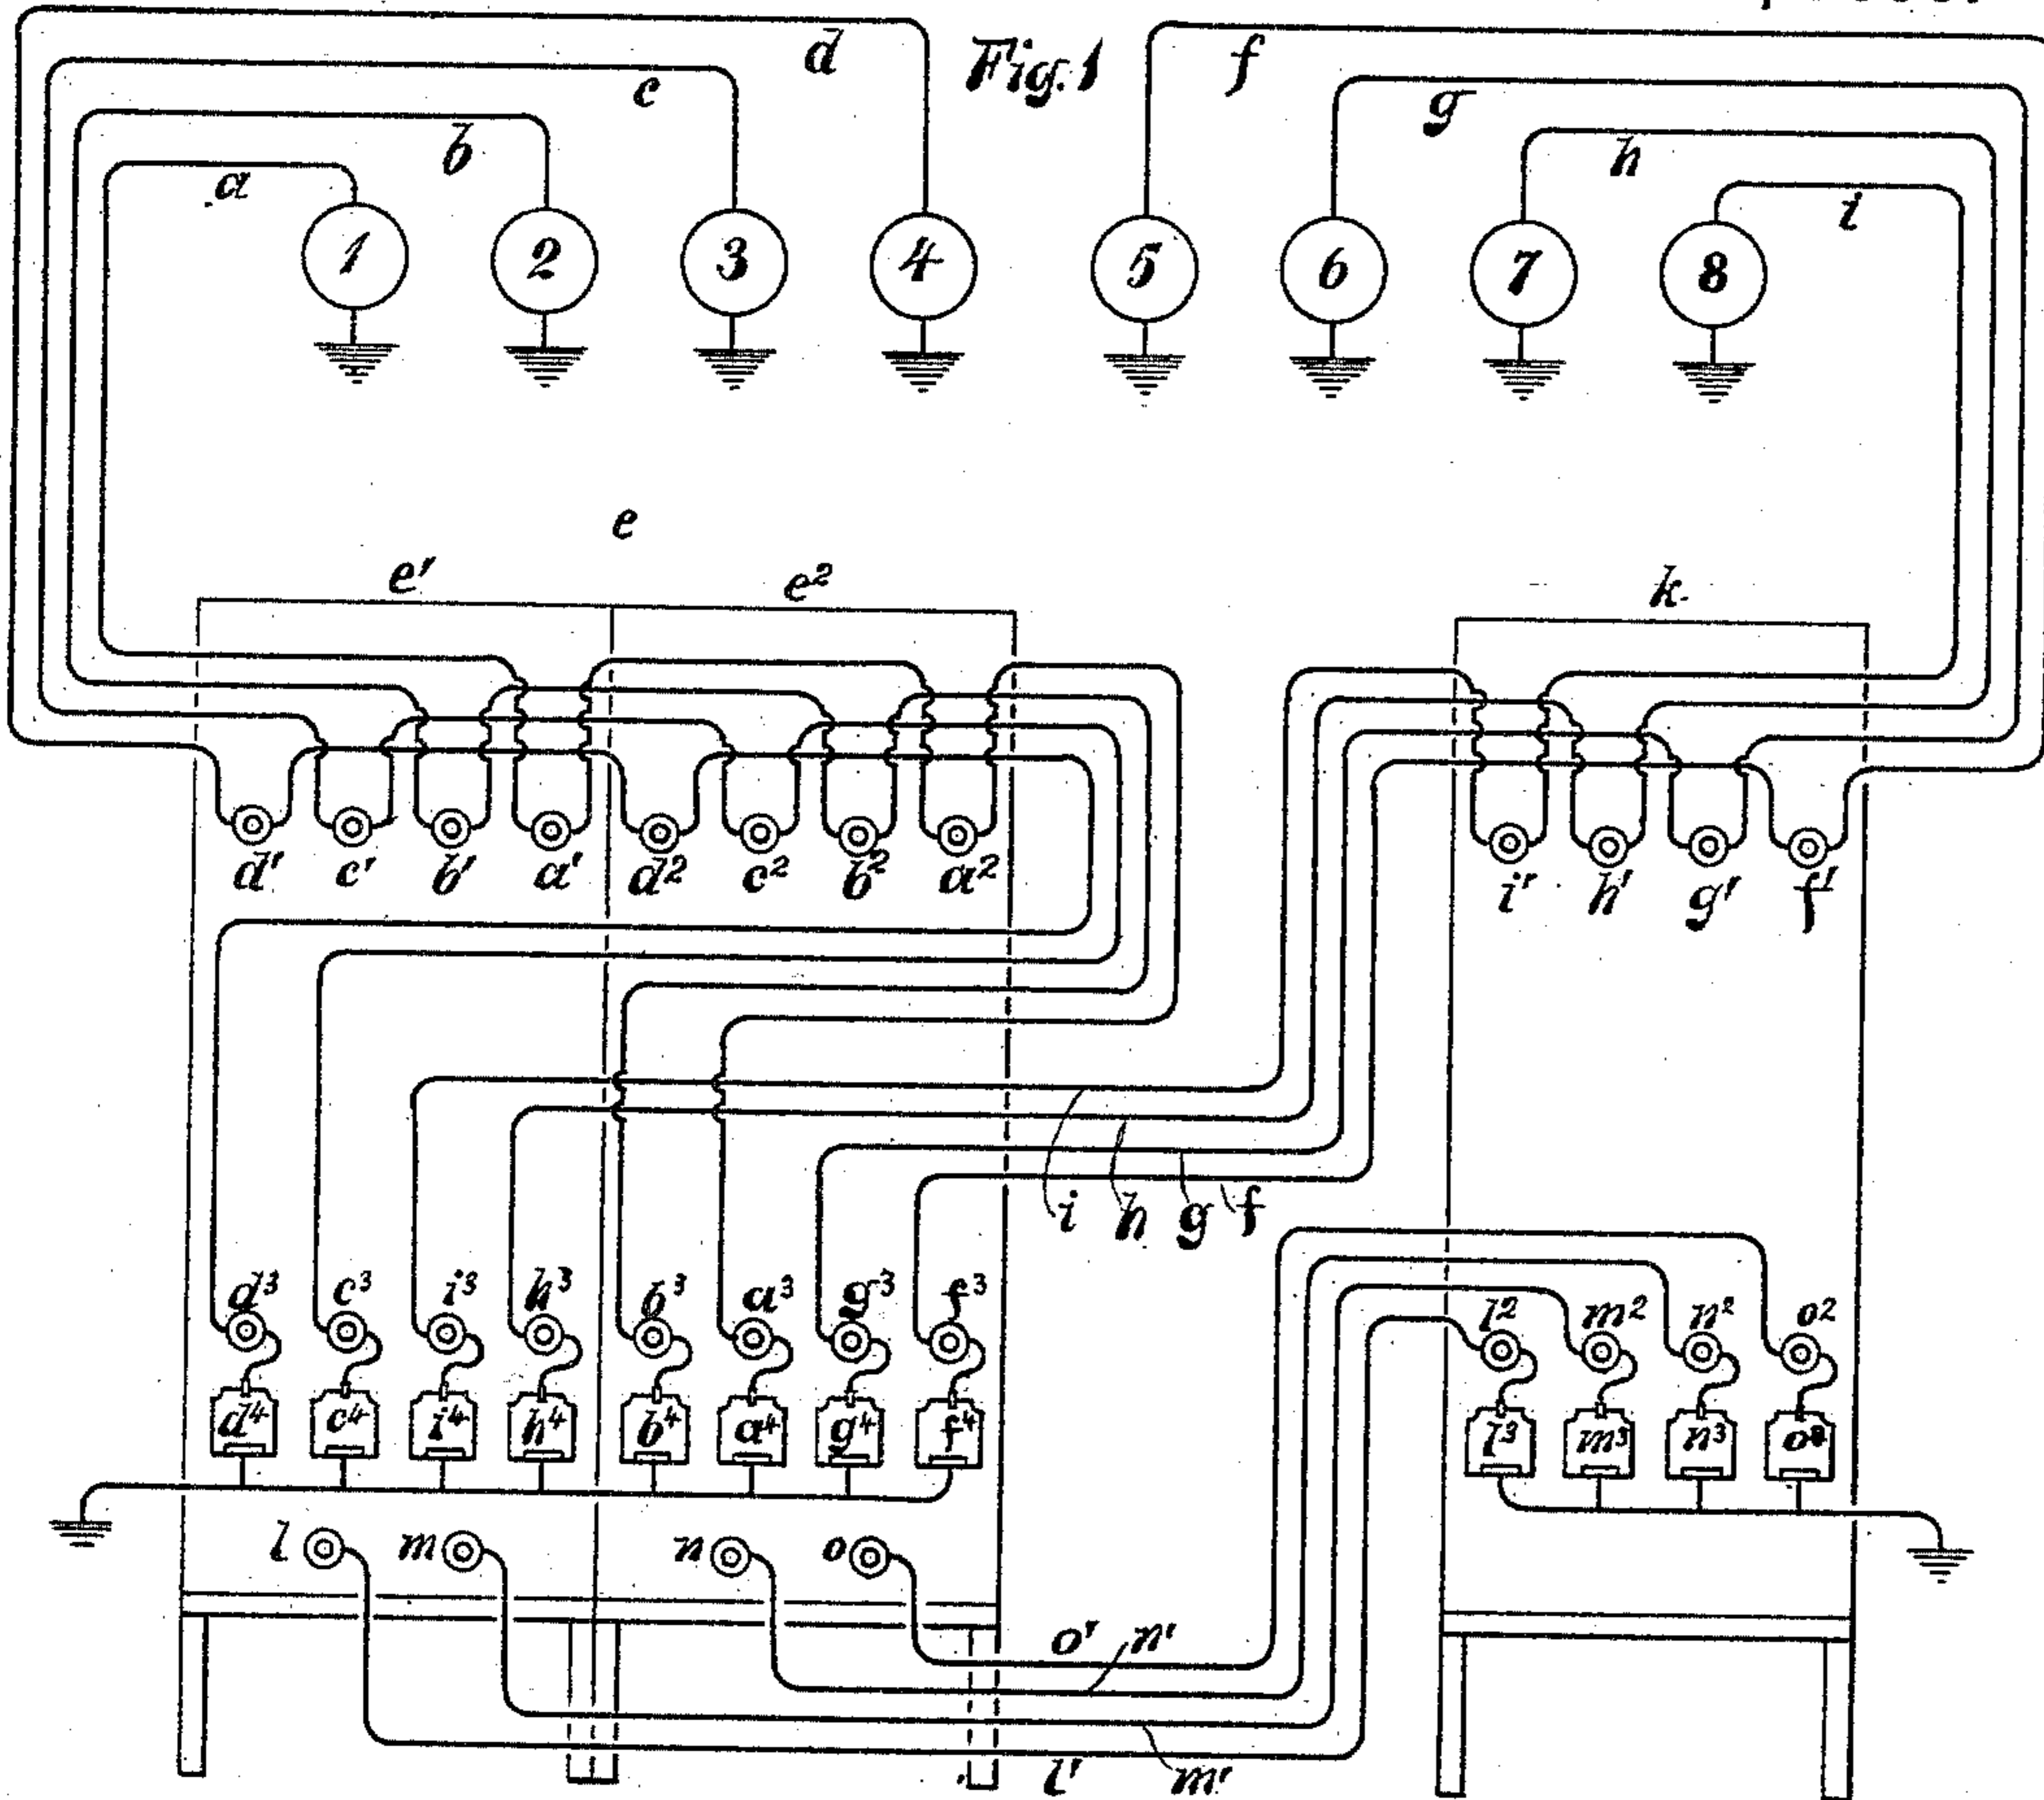 Fig. 1
d
f
c
g
b
h
a
i
1 2 3 4 5 6 7 8
e
e' e² k
d' c' b' a' d² c² b² a² i' h' g' f'
i h g f
d³ c³ i³ h³ b³ a³ g³ f³ l² m² n² o²
d⁴ c⁴ i⁴ h⁴ b⁴ a⁴ g⁴ f⁴ l³ m³ n³
l m n o
o' n'
l' m'